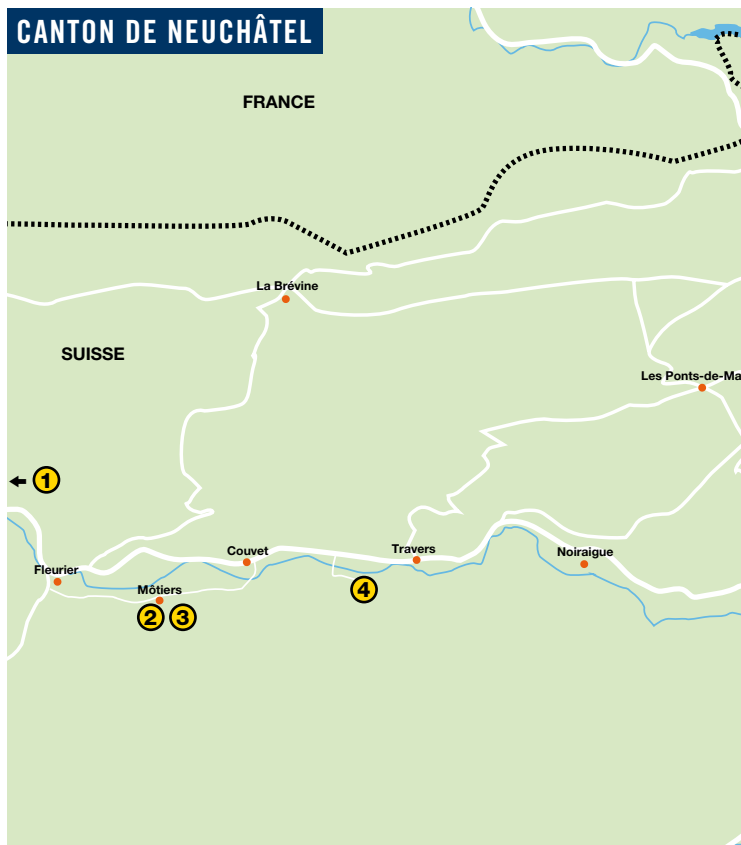 CANTON DE NEUCHÂTEL
FRANCE
La Brévine
SUISSE
Les Ponts-de-Ma
1
Couvet
Travers
Noiraigue
Fleurier
Môtiers
4
2 3